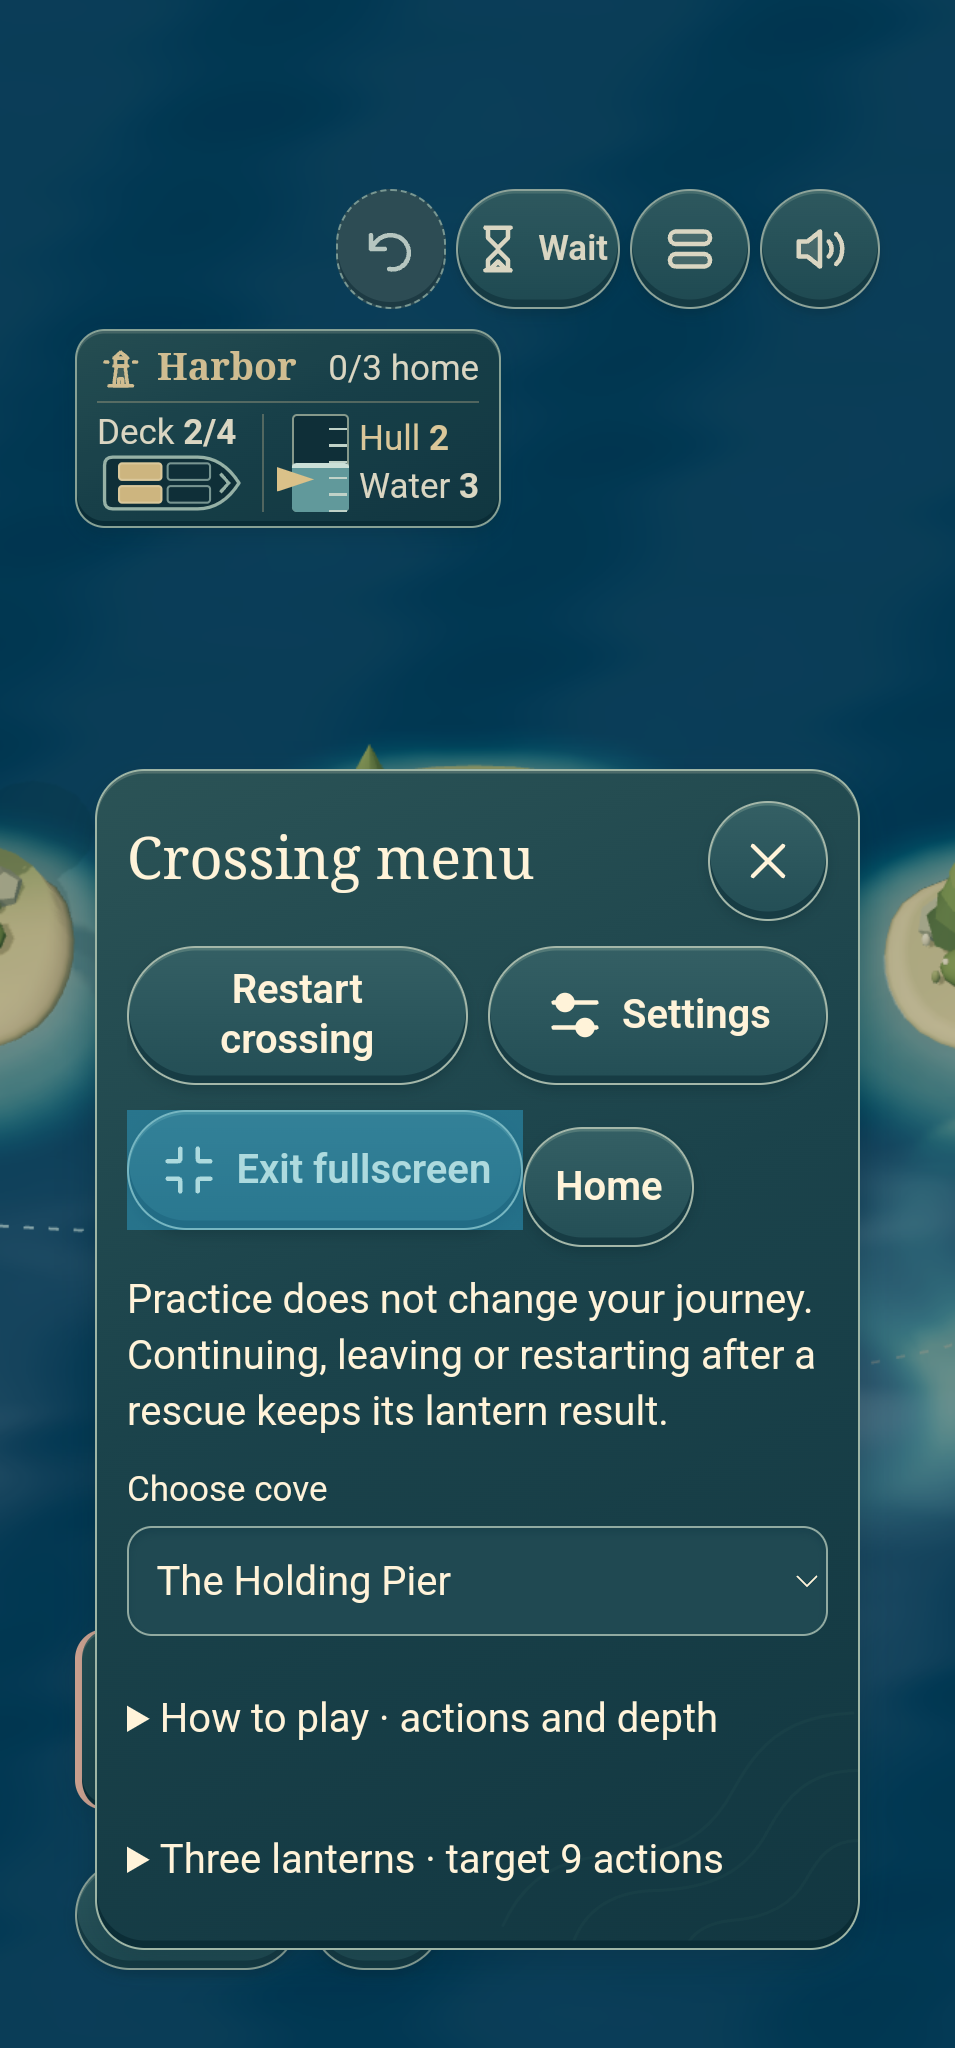 Wait
Harbor 0/3 home
Deck 2/4
Hull 2
Water 3
Crossing menu
Restart
crossing
Settings
Exit fullscreen
Home
Practice does not change your journey.
Continuing, leaving or restarting after a
rescue keeps its lantern result.
Choose cove
The Holding Pier
How to play · actions and depth
Three lanterns · target 9 actions